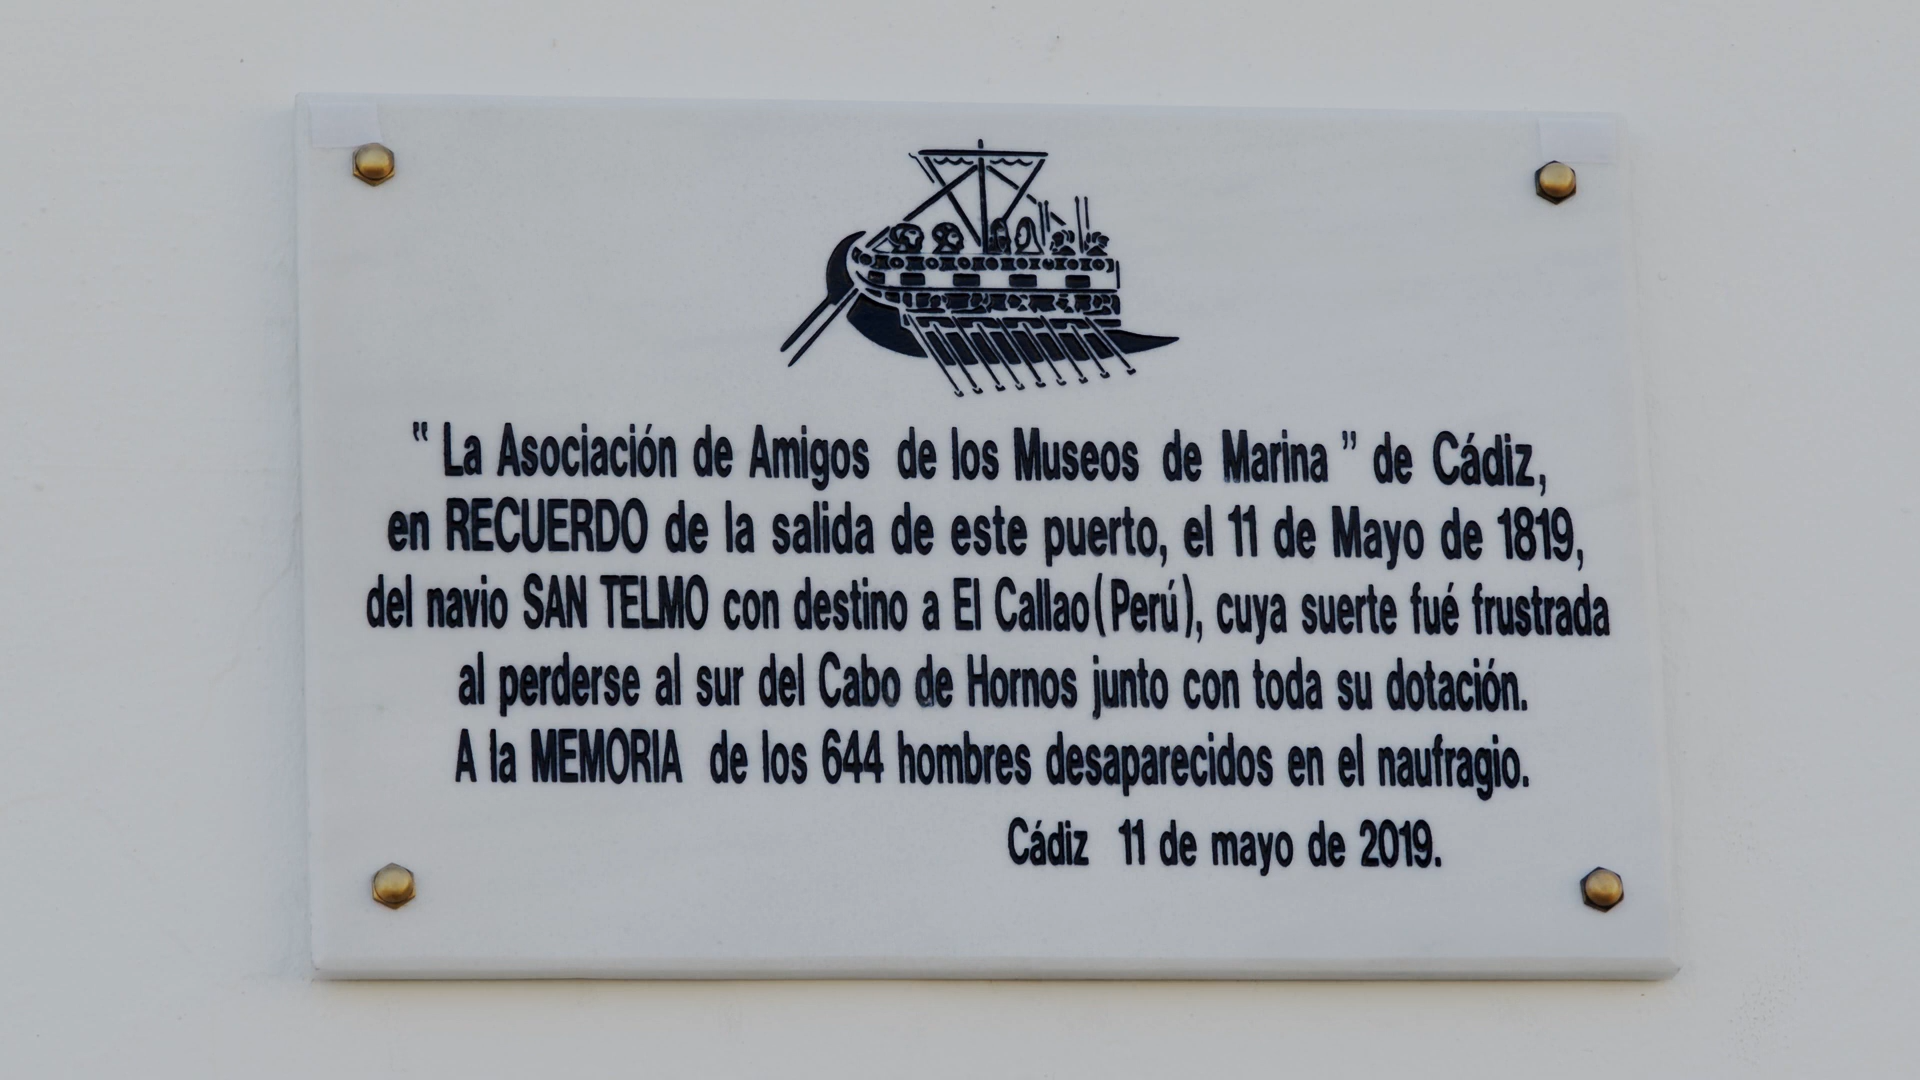 " La Asociación de Amigos de los Museos de Marina " de Cádiz,
en RECUERDO de la salida de este puerto, el 11 de Mayo de 1819,
del navio SAN TELMO con destino a El Callao (Perú), cuya suerte fué frustrada
al perderse al sur del Cabo de Hornos junto con toda su dotación.
A la MEMORIA de los 644 hombres desaparecidos en el naufragio.
Cádiz 11 de mayo de 2019.